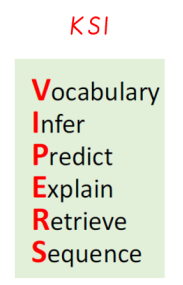 KSI
Vocabulary
Infer
Predict
Explain
Retrieve
Sequence